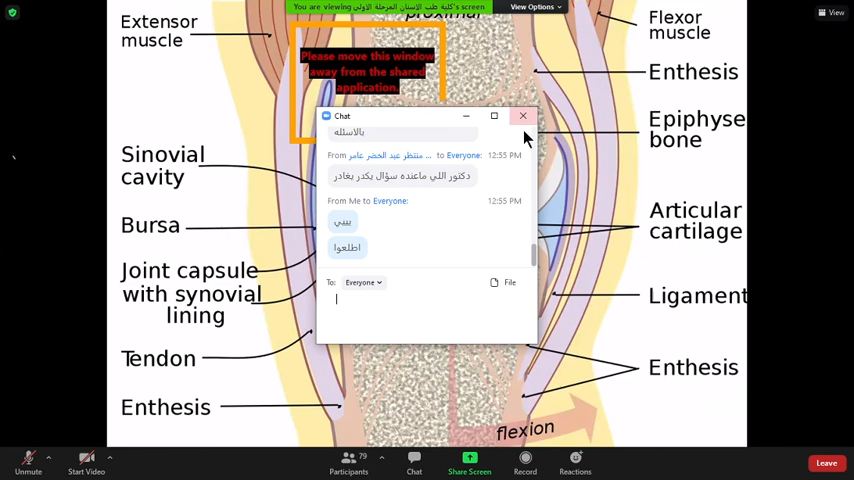 You are viewing كلية طب الاسنان المرحلة الاولى's screen
View Options
View
proximal
Extensor
muscle
Flexor
muscle
Please move this window
away from the shared
application.
Enthesis
Chat
بالاسئله
From منتظر عبد الخضر عامر ... to Everyone: 12:55 PM
دكتور اللي ماعنده سؤال يكدر يغادر
From Me to Everyone: 12:55 PM
اطلعوا
To: Everyone
File
Epiphyse
bone
Sinovial
cavity
Bursa
Articular
cartilage
Joint capsule
with synovial
lining
Ligament
Tendon
Enthesis
Enthesis
flexion
Unmute
Start Video
Participants
79
Chat
Share Screen
Record
Reactions
Leave